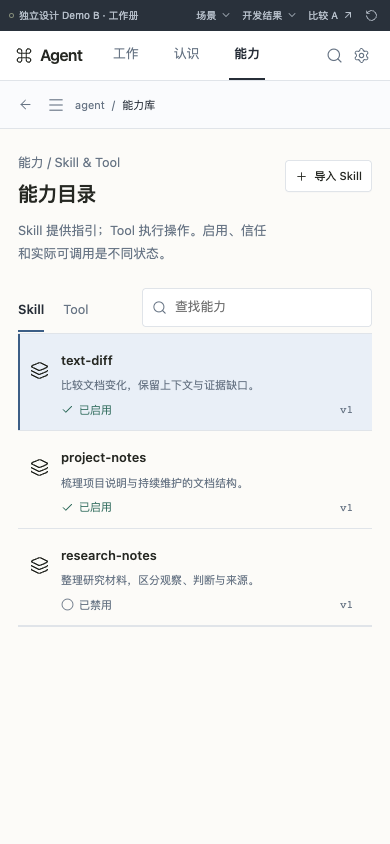 独立设计 Demo B · 工作册 场景 开发结果 比较 A
Agent 工作 认识 能力
agent / 能力库
能力 / Skill & Tool
能力目录
导入 Skill
Skill 提供指引；Tool 执行操作。启用、信任
和实际可调用是不同状态。
Skill Tool 查找能力
text-diff
比较文档变化，保留上下文与证据缺口。
已启用 v1
project-notes
梳理项目说明与持续维护的文档结构。
已启用 v1
research-notes
整理研究材料，区分观察、判断与来源。
已禁用 v1